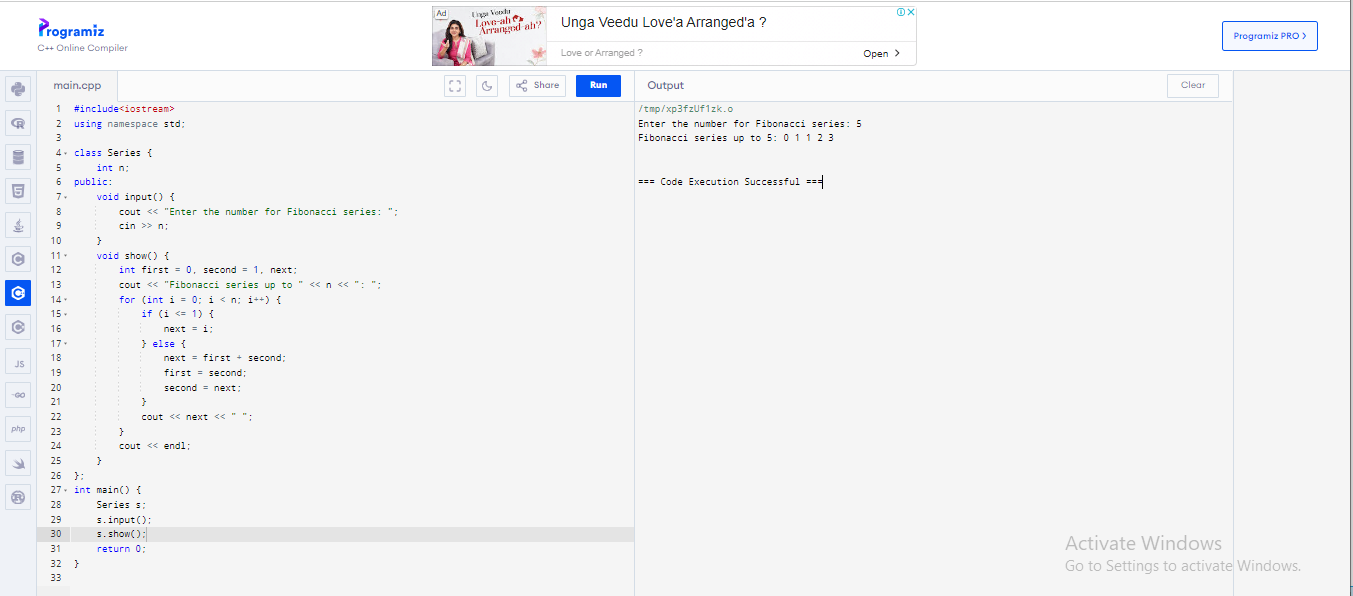 Programiz
C++ Online Compiler
Ad
Unga Veedu
Love-ah
Arranged-ah?
Unga Veedu Love'a Arranged'a ?
Love or Arranged ?
Open >
Programiz PRO >
main.cpp
Share
Run
Output
Clear
1 #include<iostream>
2 using namespace std;
3
4 class Series {
5     int n;
6 public:
7     void input() {
8         cout << "Enter the number for Fibonacci series: ";
9         cin >> n;
10     }
11     void show() {
12         int first = 0, second = 1, next;
13         cout << "Fibonacci series up to " << n << ": ";
14         for (int i = 0; i < n; i++) {
15             if (i <= 1) {
16                 next = i;
17             } else {
18                 next = first + second;
19                 first = second;
20                 second = next;
21             }
22             cout << next << " ";
23         }
24         cout << endl;
25     }
26 };
27 int main() {
28     Series s;
29     s.input();
30     s.show();
31     return 0;
32 }
33
/tmp/xp3fzUf1zk.o
Enter the number for Fibonacci series: 5
Fibonacci series up to 5: 0 1 1 2 3
=== Code Execution Successful ===
JS
GO
php
Activate Windows
Go to Settings to activate Windows.